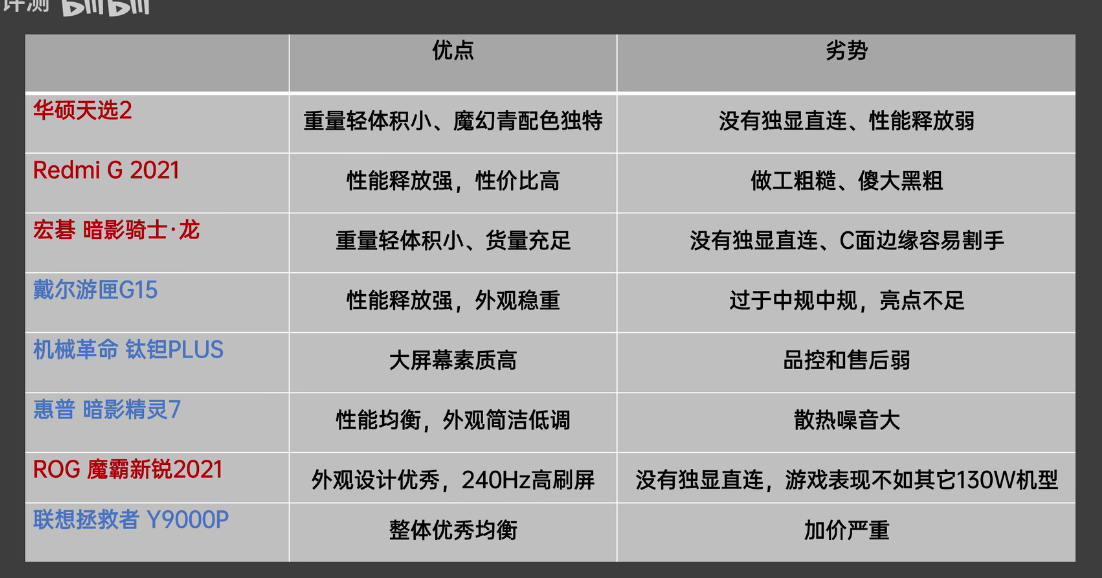 评测 bilibili
优点 劣势
华硕天选2 重量轻体积小、魔幻青配色独特 没有独显直连、性能释放弱
Redmi G 2021 性能释放强，性价比高 做工粗糙、傻大黑粗
宏碁 暗影骑士·龙 重量轻体积小、货量充足 没有独显直连、C面边缘容易割手
戴尔游匣G15 性能释放强，外观稳重 过于中规中规，亮点不足
机械革命 钛钽PLUS 大屏幕素质高 品控和售后弱
惠普 暗影精灵7 性能均衡，外观简洁低调 散热噪音大
ROG 魔霸新锐2021 外观设计优秀，240Hz高刷屏 没有独显直连，游戏表现不如其它130W机型
联想拯救者 Y9000P 整体优秀均衡 加价严重